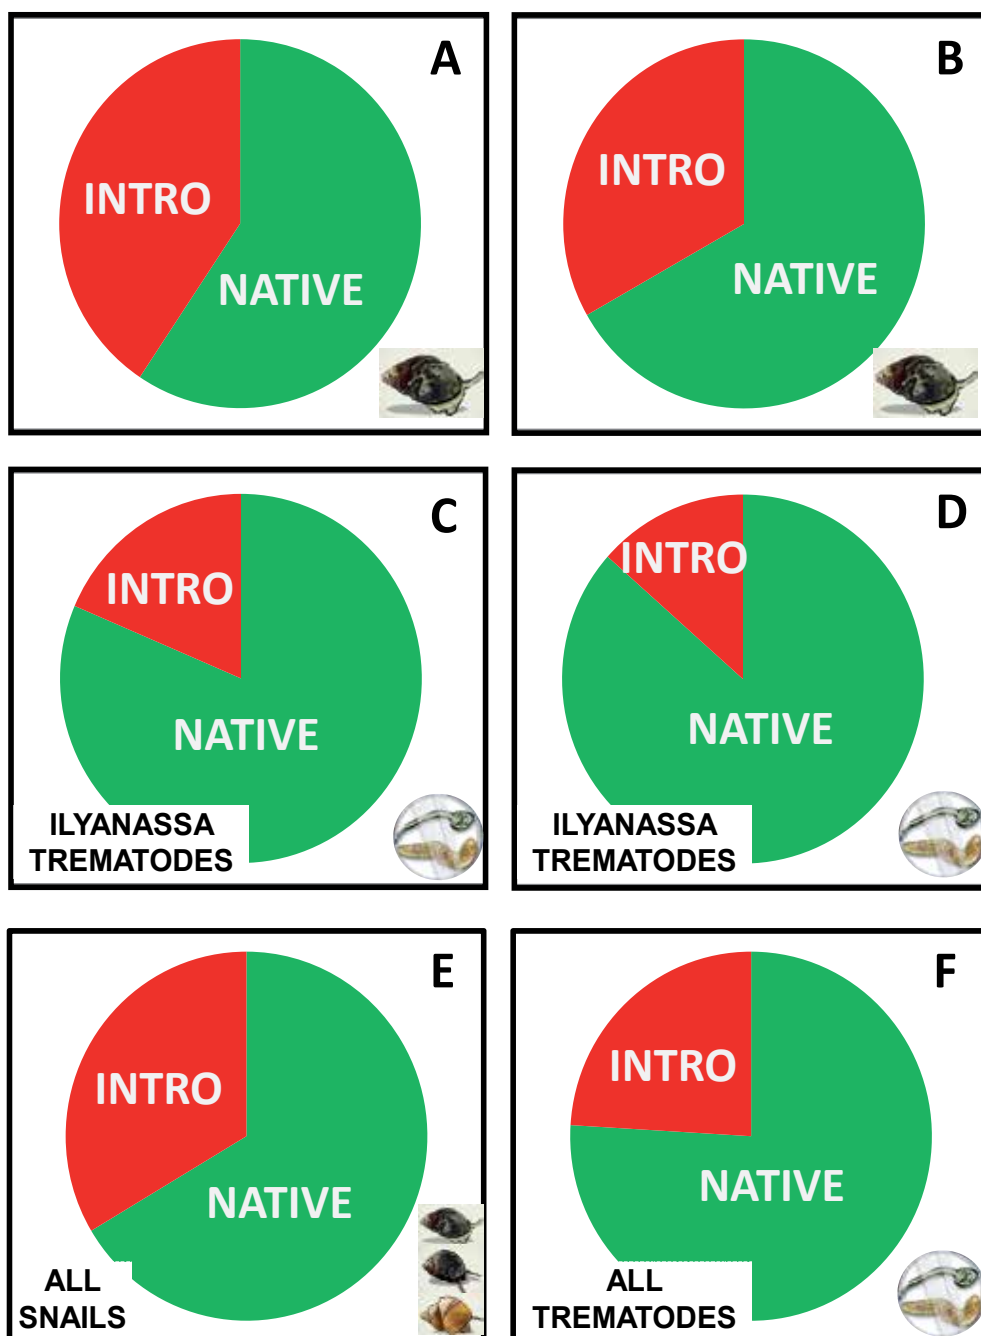 A
INTRO
NATIVE
B
INTRO
NATIVE
C
INTRO
NATIVE
ILYANASSA
TREMATODES
D
INTRO
NATIVE
ILYANASSA
TREMATODES
E
INTRO
NATIVE
ALL
SNAILS
F
INTRO
NATIVE
ALL
TREMATODES